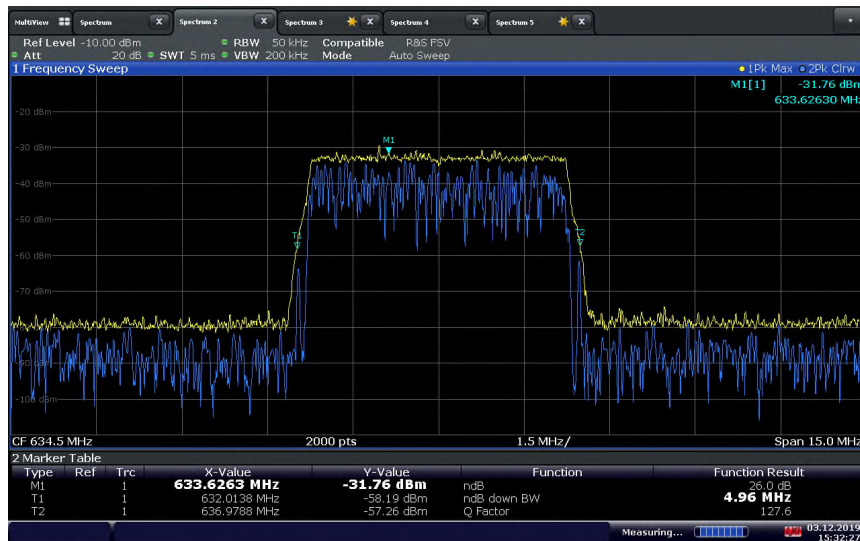 MultiView Spectrum X Spectrum 2 X Spectrum 3 X Spectrum 4 X Spectrum 5 X
Ref Level -10.00 dBm RBW 50 kHz Compatible R&S FSV
Att 20 dB SWT 5 ms VBW 200 kHz Mode Auto Sweep
1 Frequency Sweep 1Pk Max 2Pk Clrw
M1[1] -31.76 dBm
633.62630 MHz
-20 dBm
M1
-30 dBm
-40 dBm
-50 dBm
T1 T2
-60 dBm
-70 dBm
-90 dBm
-100 dBm
CF 634.5 MHz 2000 pts 1.5 MHz/ Span 15.0 MHz
2 Marker Table
Type Ref Trc X-Value Y-Value Function Function Result
M1 1 633.6263 MHz -31.76 dBm ndB 26.0 dB
T1 1 632.0138 MHz -58.19 dBm ndB down BW 4.96 MHz
T2 1 636.9788 MHz -57.26 dBm Q Factor 127.6
Measuring... 03.12.2019
15:32:27